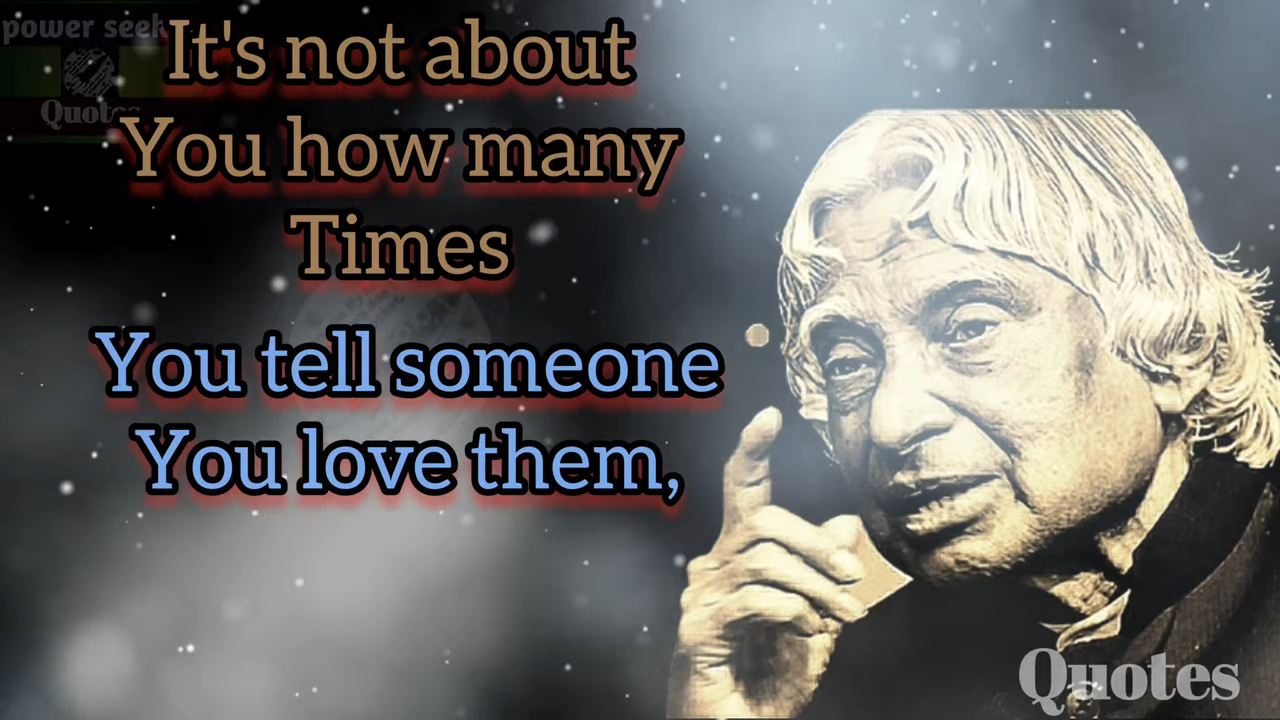 power seek
Quotes
It's not about
You how many
Times
You tell someone
You love them,
Quotes